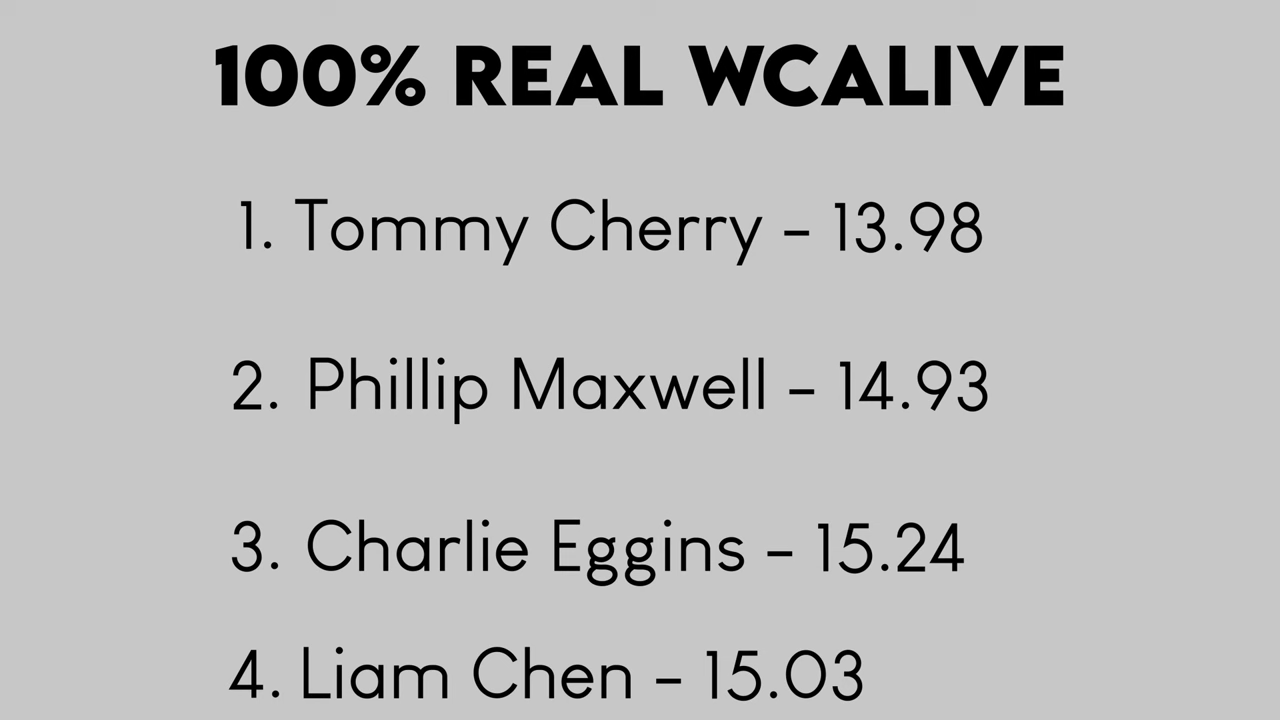 100% REAL WCALIVE
1. Tommy Cherry – 13.98
2. Phillip Maxwell – 14.93
3. Charlie Eggins – 15.24
4. Liam Chen – 15.03